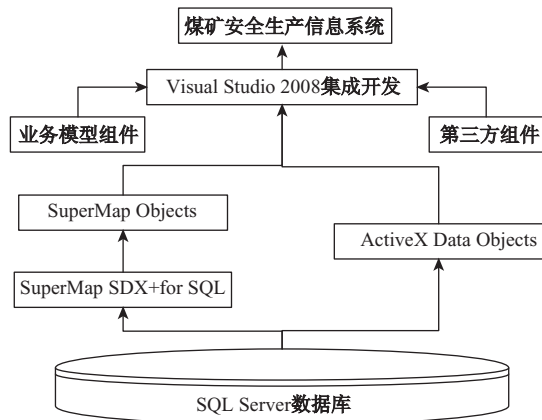 煤矿安全生产信息系统
Visual Studio 2008集成开发
业务模型组件
第三方组件
SuperMap Objects
ActiveX Data Objects
SuperMap SDX+for SQL
SQL Server数据库